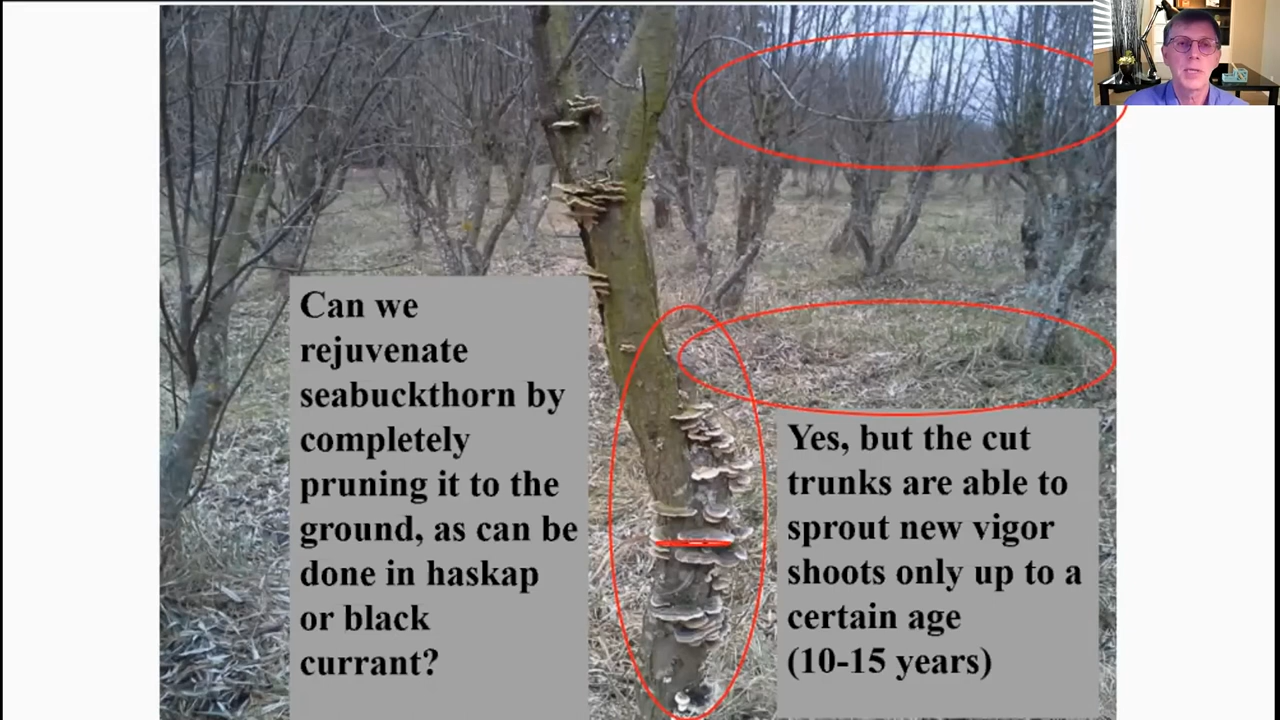 Can we
rejuvenate
seabuckthorn by
completely
pruning it to the
ground, as can be
done in haskap
or black
currant?
Yes, but the cut
trunks are able to
sprout new vigor
shoots only up to a
certain age
(10-15 years)